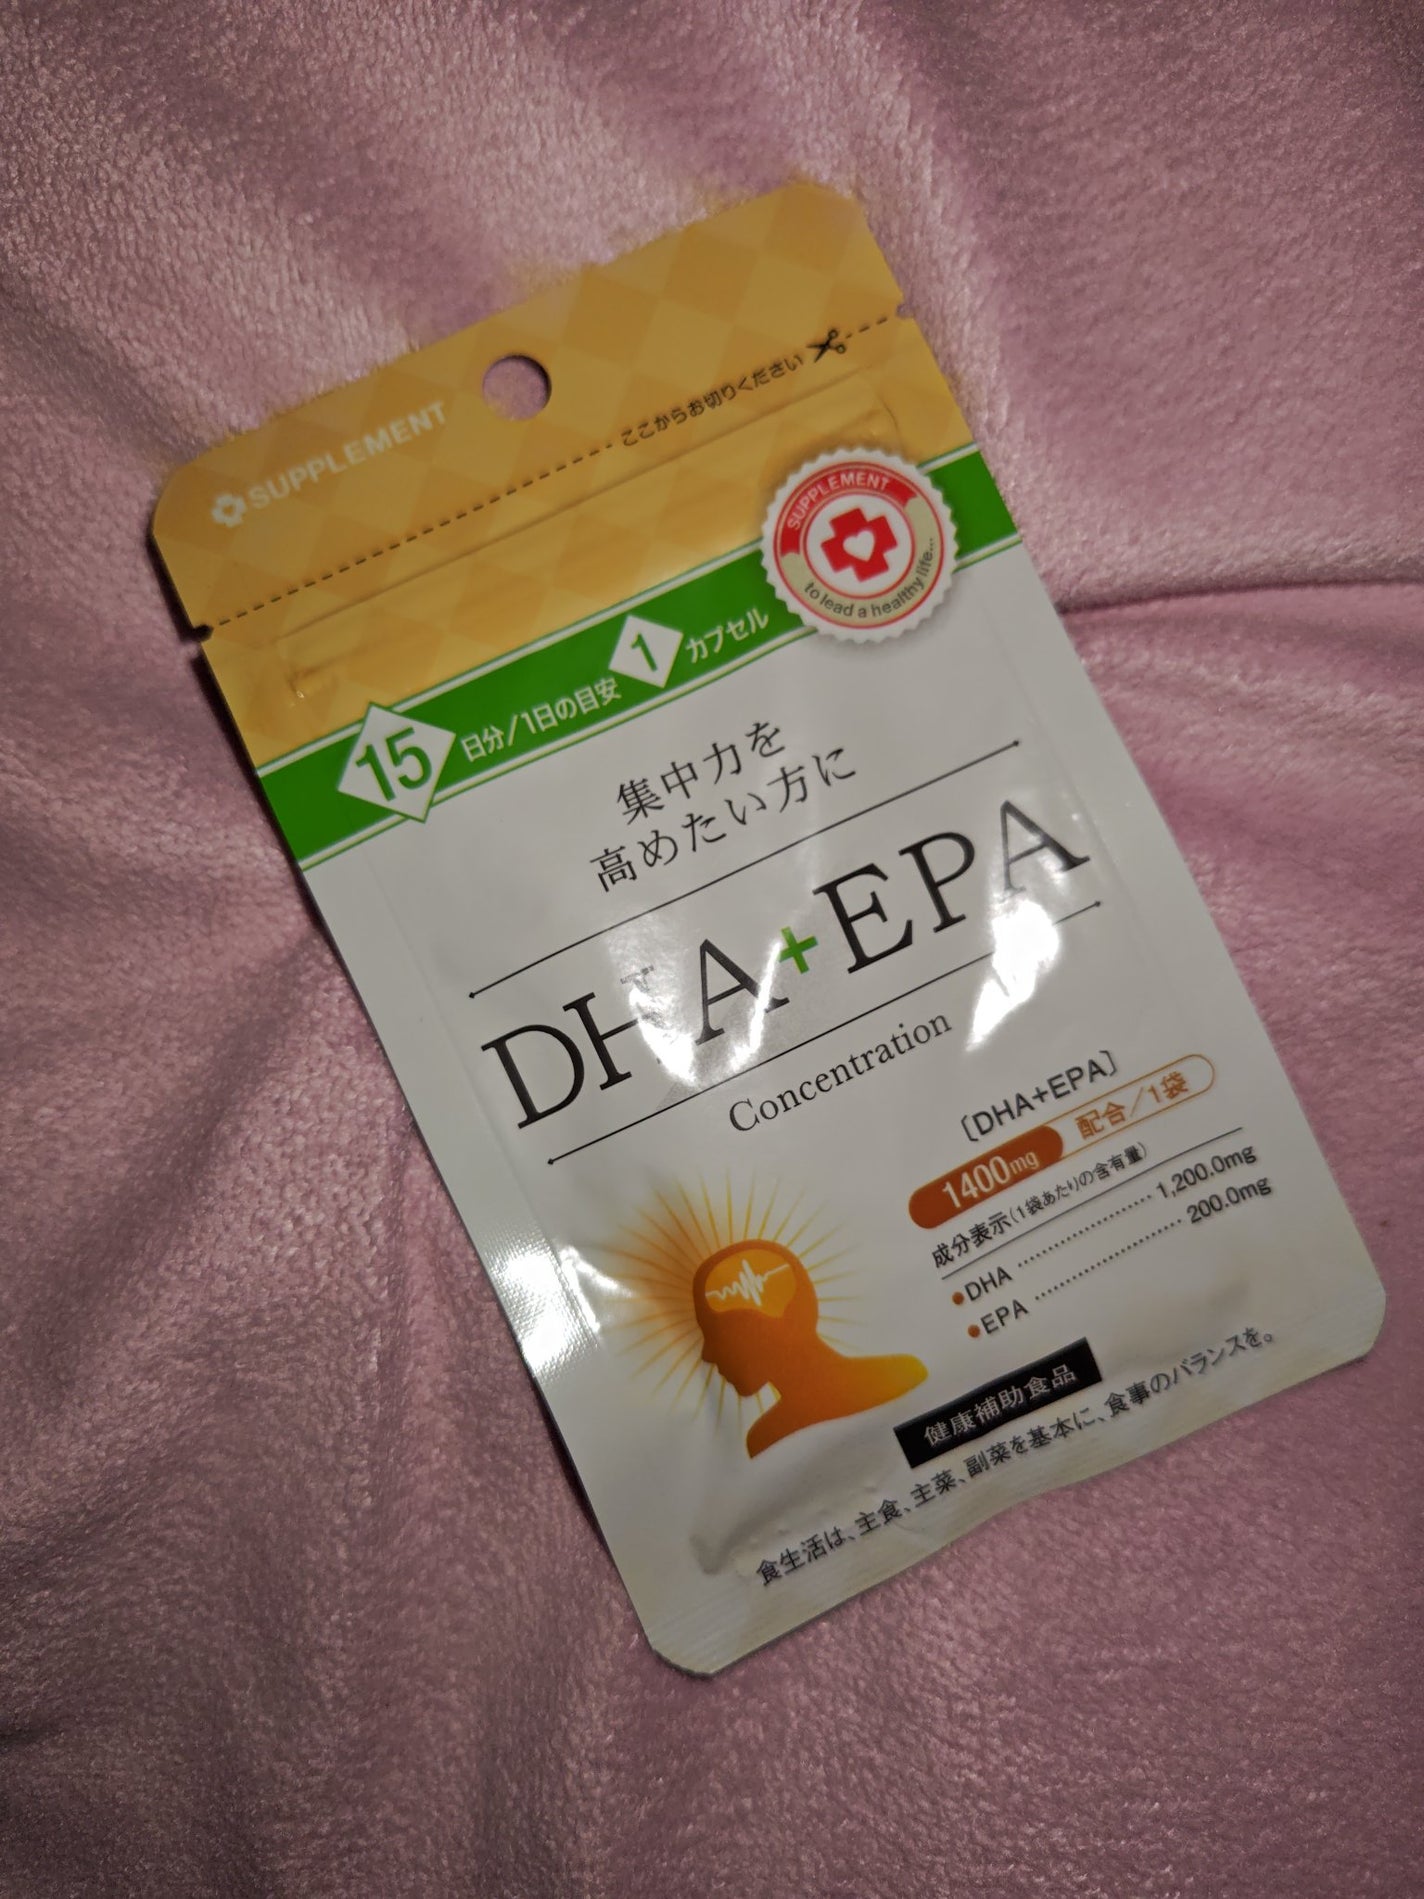 SUPPLEMENT
ここからお切りください
SUPPLEMENT
to lead a healthy life...
15日分/1日の目安1カプセル
集中力を
高めたい方に
DHA+EPA
Concentration
[DHA+EPA]
1400mg 配合/1袋
成分表示(1袋あたりの含有量)
●DHA ………………… 1,200.0mg
●EPA ………………… 200.0mg
健康補助食品
食生活は、主食、主菜、副菜を基本に、食事のバランスを。